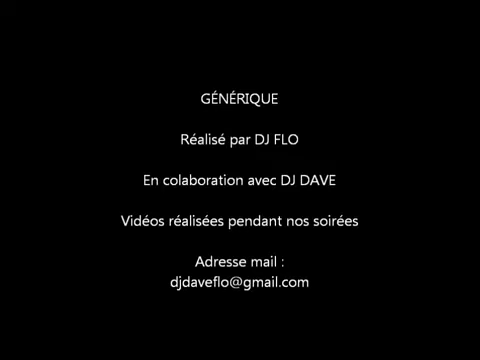 GÉNÉRIQUE
Réalisé par DJ FLO
En colaboration avec DJ DAVE
Vidéos réalisées pendant nos soirées
Adresse mail :
djdaveflo@gmail.com